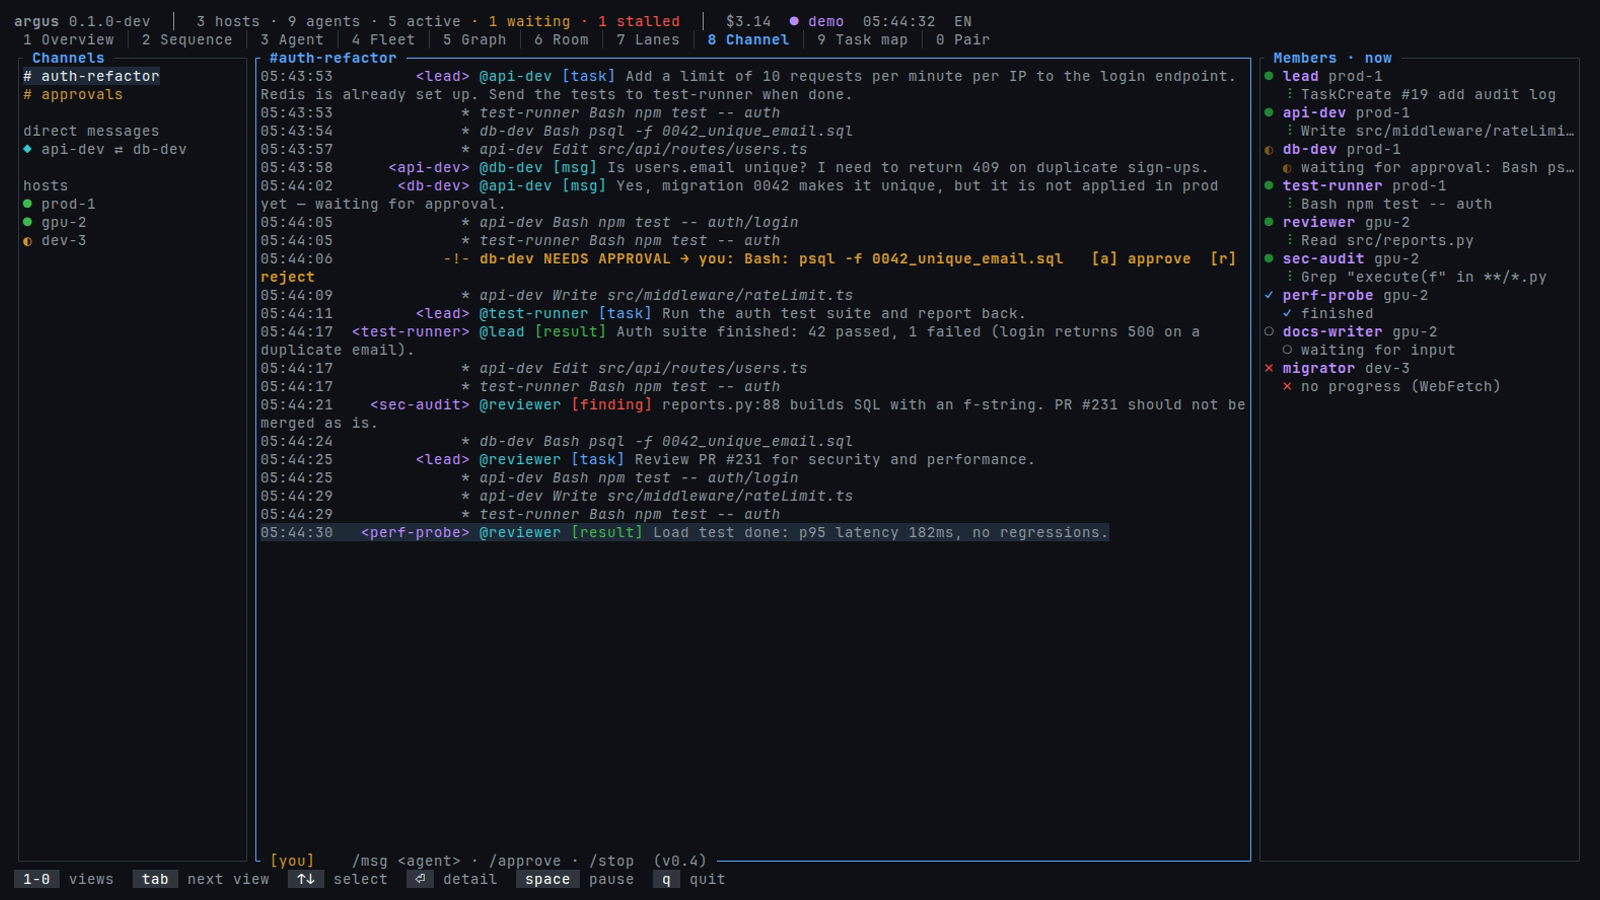 argus 0.1.0-dev │ 3 hosts · 9 agents · 5 active · 1 waiting · 1 stalled │ $3.14 ● demo 05:44:32 EN
1 Overview │ 2 Sequence │ 3 Agent │ 4 Fleet │ 5 Graph │ 6 Room │ 7 Lanes │ 8 Channel │ 9 Task map │ 0 Pair
Channels
# auth-refactor
# approvals
direct messages
◆ api-dev ⇄ db-dev
hosts
● prod-1
● gpu-2
◐ dev-3
#auth-refactor
05:43:53 <lead> @api-dev [task] Add a limit of 10 requests per minute per IP to the login endpoint.
Redis is already set up. Send the tests to test-runner when done.
05:43:53 * test-runner Bash npm test -- auth
05:43:54 * db-dev Bash psql -f 0042_unique_email.sql
05:43:57 * api-dev Edit src/api/routes/users.ts
05:43:58 <api-dev> @db-dev [msg] Is users.email unique? I need to return 409 on duplicate sign-ups.
05:44:02 <db-dev> @api-dev [msg] Yes, migration 0042 makes it unique, but it is not applied in prod
yet — waiting for approval.
05:44:05 * api-dev Bash npm test -- auth/login
05:44:05 * test-runner Bash npm test -- auth
05:44:06 -!- db-dev NEEDS APPROVAL → you: Bash: psql -f 0042_unique_email.sql [a] approve [r]
reject
05:44:09 * api-dev Write src/middleware/rateLimit.ts
05:44:11 <lead> @test-runner [task] Run the auth test suite and report back.
05:44:17 <test-runner> @lead [result] Auth suite finished: 42 passed, 1 failed (login returns 500 on a
duplicate email).
05:44:17 * api-dev Edit src/api/routes/users.ts
05:44:17 * test-runner Bash npm test -- auth
05:44:21 <sec-audit> @reviewer [finding] reports.py:88 builds SQL with an f-string. PR #231 should not be
merged as is.
05:44:24 * db-dev Bash psql -f 0042_unique_email.sql
05:44:25 <lead> @reviewer [task] Review PR #231 for security and performance.
05:44:25 * api-dev Bash npm test -- auth/login
05:44:29 * api-dev Write src/middleware/rateLimit.ts
05:44:29 * test-runner Bash npm test -- auth
05:44:30 <perf-probe> @reviewer [result] Load test done: p95 latency 182ms, no regressions.
[you] /msg <agent> · /approve · /stop (v0.4)
Members · now
● lead prod-1
⋮ TaskCreate #19 add audit log
● api-dev prod-1
⋮ Write src/middleware/rateLimi…
◐ db-dev prod-1
◐ waiting for approval: Bash ps…
● test-runner prod-1
⋮ Bash npm test -- auth
● reviewer gpu-2
⋮ Read src/reports.py
● sec-audit gpu-2
⋮ Grep "execute(f" in **/*.py
✓ perf-probe gpu-2
✓ finished
○ docs-writer gpu-2
○ waiting for input
✕ migrator dev-3
✕ no progress (WebFetch)
1-0 views tab next view ↑↓ select ⏎ detail space pause q quit